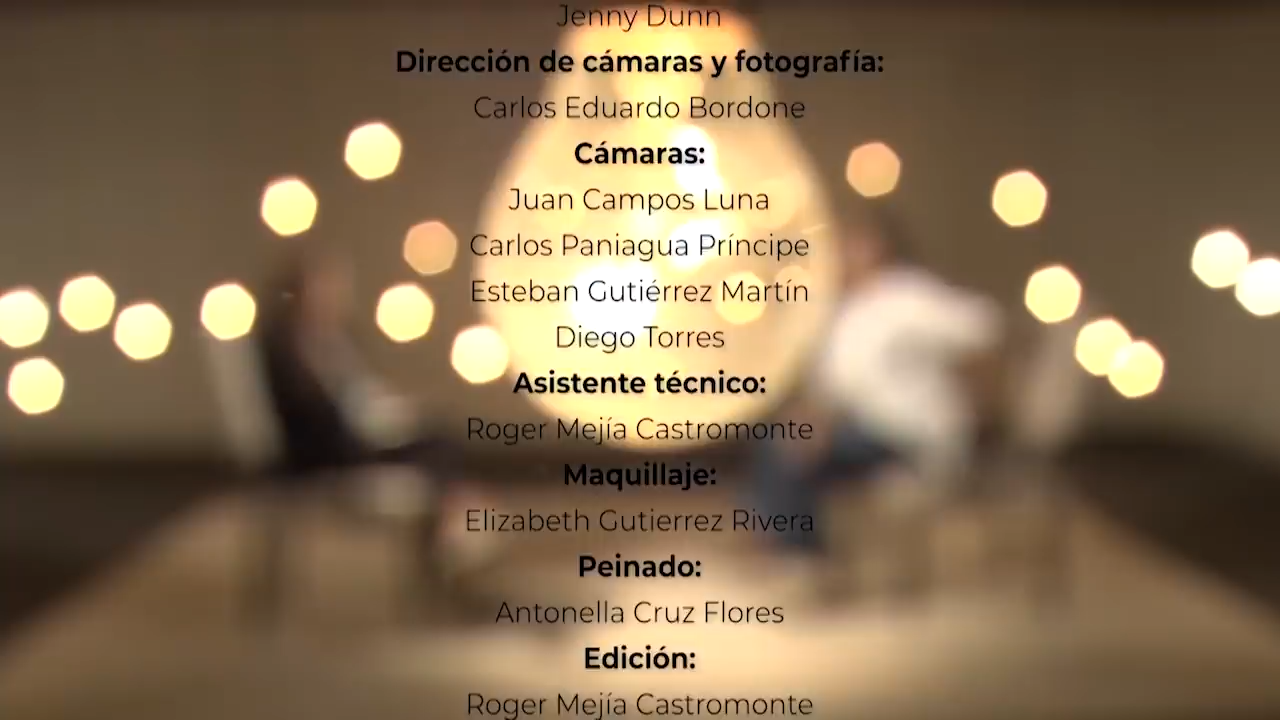 Jenny Dunn
Dirección de cámaras y fotografía:
Carlos Eduardo Bordone
Cámaras:
Juan Campos Luna
Carlos Paniagua Príncipe
Esteban Gutiérrez Martín
Diego Torres
Asistente técnico:
Roger Mejía Castromonte
Maquillaje:
Elizabeth Gutierrez Rivera
Peinado:
Antonella Cruz Flores
Edición:
Roger Mejía Castromonte